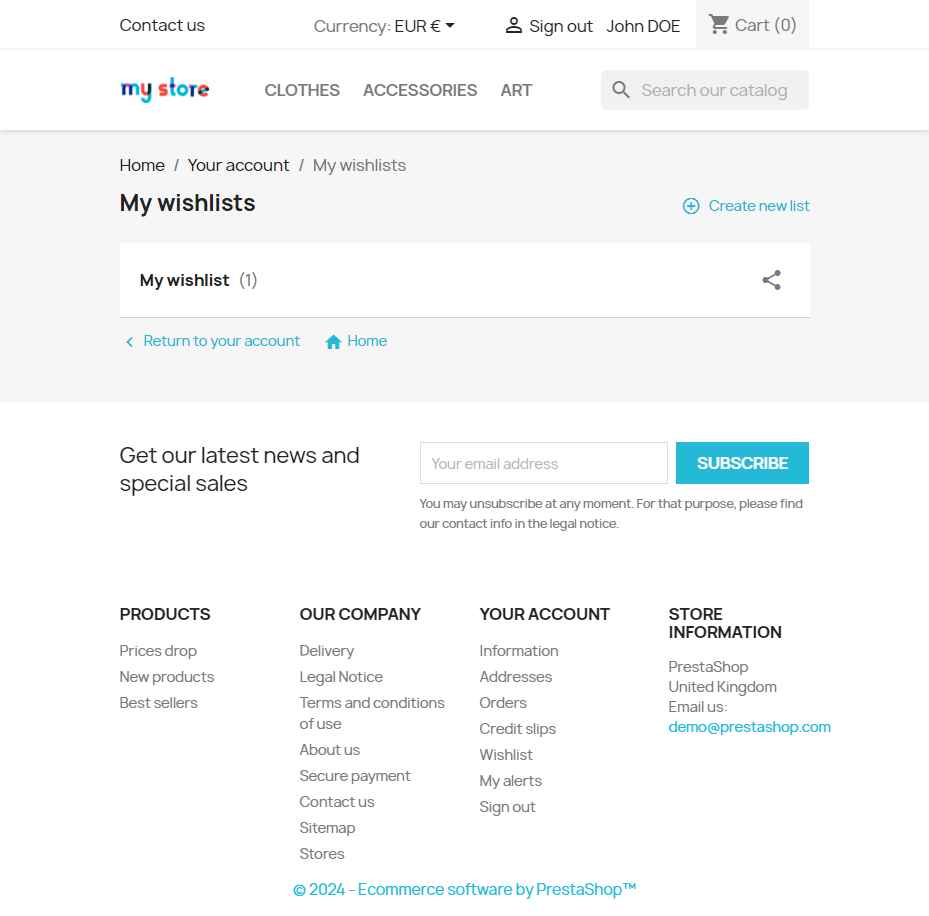 Contact us
Currency: EUR €
Sign out
John DOE
Cart (0)
my store
CLOTHES
ACCESSORIES
ART
Search our catalog
Home / Your account / My wishlists
My wishlists
Create new list
My wishlist (1)
Return to your account
Home
Get our latest news and
special sales
Your email address
SUBSCRIBE
You may unsubscribe at any moment. For that purpose, please find
our contact info in the legal notice.
PRODUCTS
Prices drop
New products
Best sellers
OUR COMPANY
Delivery
Legal Notice
Terms and conditions
of use
About us
Secure payment
Contact us
Sitemap
Stores
YOUR ACCOUNT
Information
Addresses
Orders
Credit slips
Wishlist
My alerts
Sign out
STORE
INFORMATION
PrestaShop
United Kingdom
Email us:
demo@prestashop.com
© 2024 - Ecommerce software by PrestaShop™